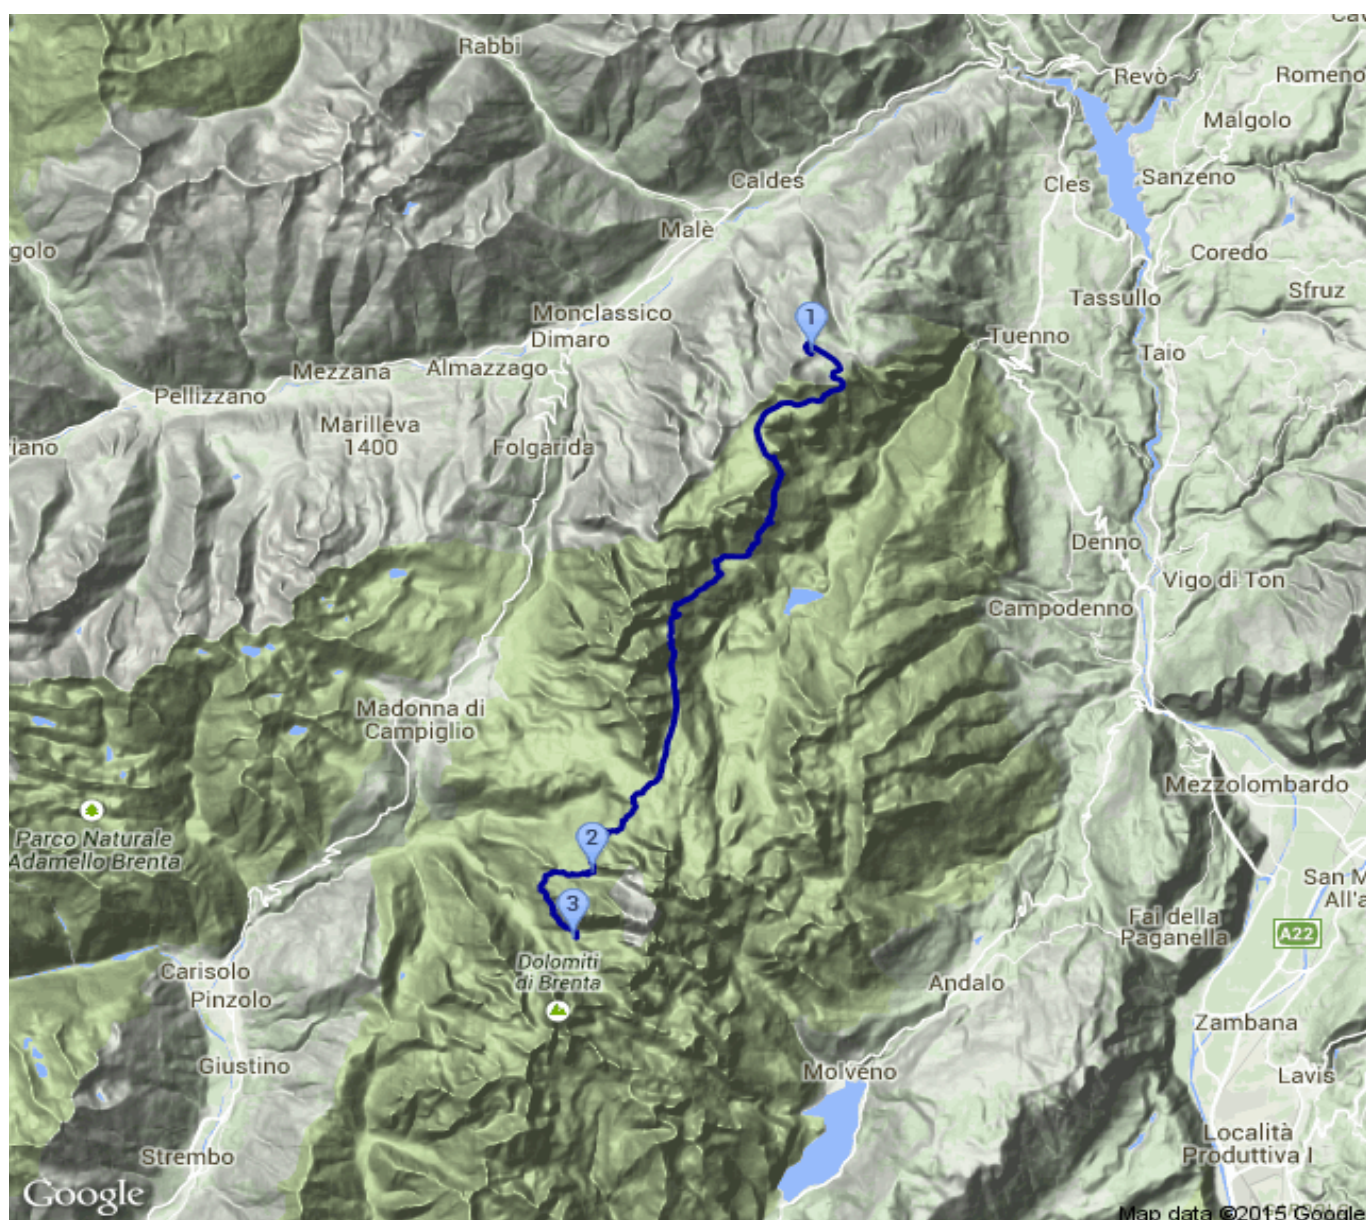 Rabbi
Revò
Romeno
Malgolo
Caldes
Cles
Sanzeno
Malè
golo
Coredo
Sfruz
Tassullo
1
Monclassico
Dimaro
Tuenno
Taio
Mezzana
Almazzago
Pellizzano
Marilleva
1400
Folgarida
iano
Denno
Vigo di Ton
Campodenno
Madonna di
Campiglio
Mezzolombardo
Parco Naturale
Adamello Brenta
2
San M
All'a
3
Fai della
Paganella
A22
Dolomiti
di Brenta
Carisolo
Pinzolo
Andalo
Zambana
Giustino
Molveno
Lavis
Località
Produttiva I
Strembo
Google
Map data ©2015 Google